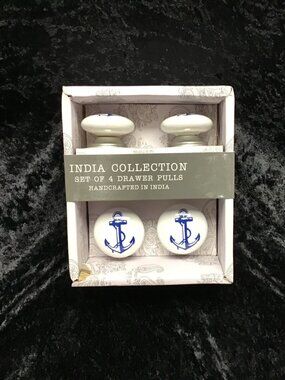 INDIA COLLECTION
SET OF 4 DRAWER PULLS
HANDCRAFTED IN INDIA